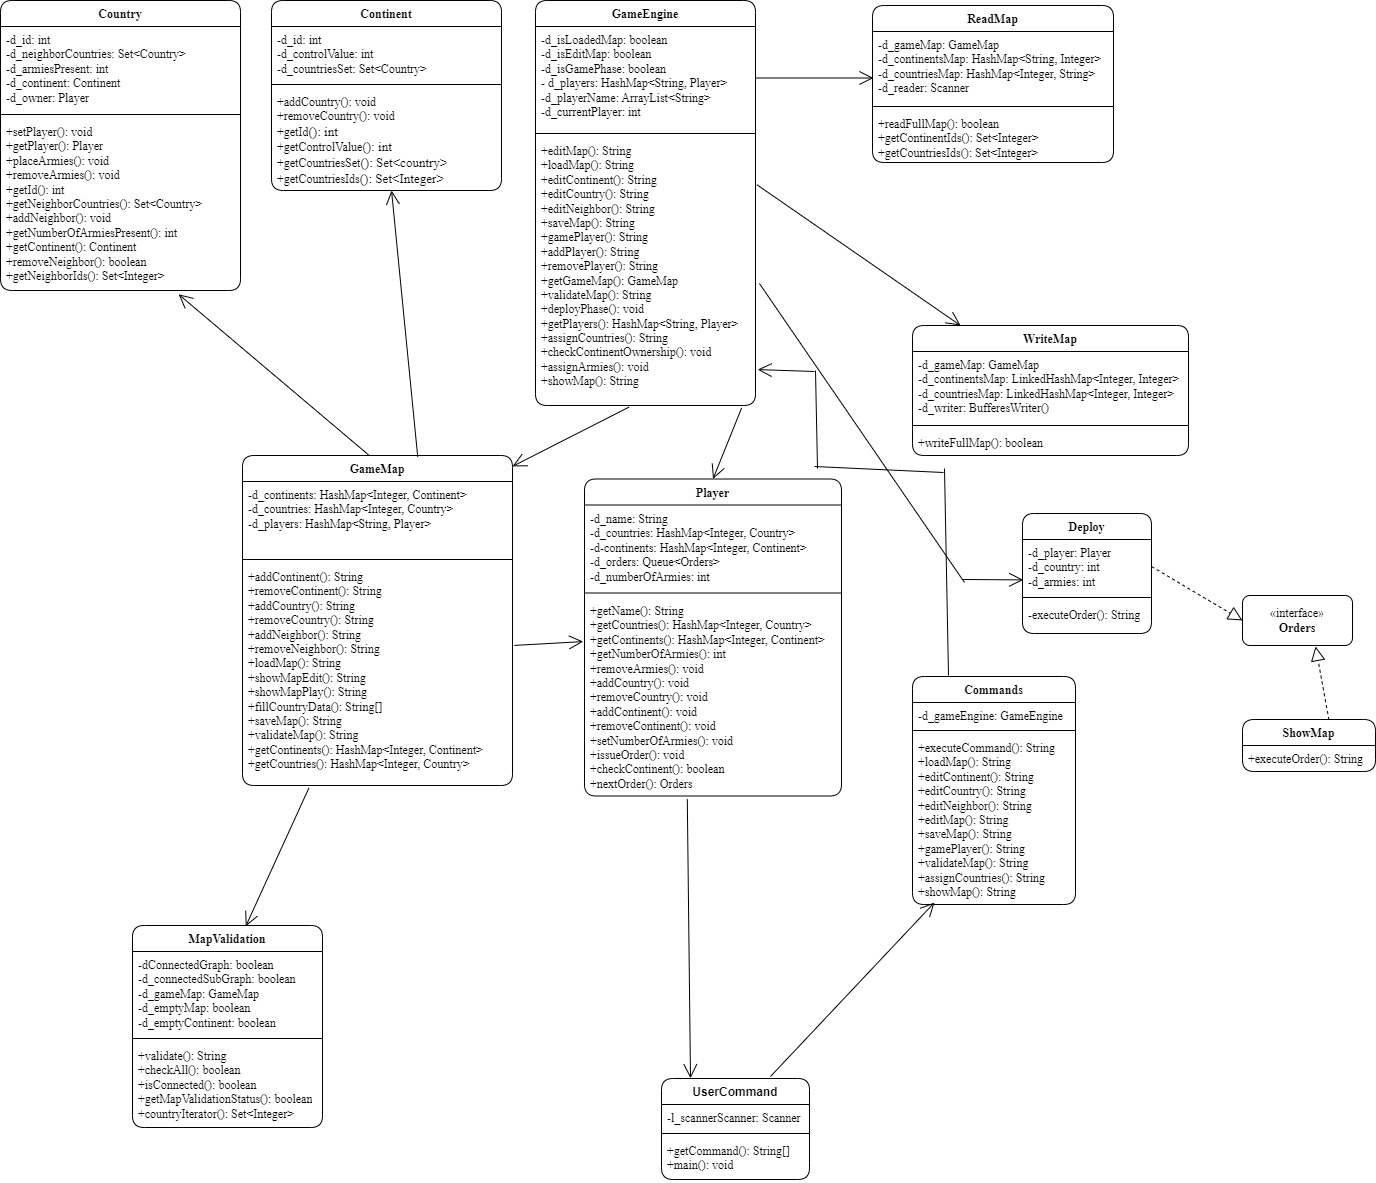 Country
-d_id: int
-d_neighborCountries: Set<Country>
-d_armiesPresent: int
-d_continent: Continent
-d_owner: Player
+setPlayer(): void
+getPlayer(): Player
+placeArmies(): void
+removeArmies(): void
+getId(): int
+getNeighborCountries(): Set<Country>
+addNeighbor(): void
+getNumberOfArmiesPresent(): int
+getContinent(): Continent
+removeNeighbor(): boolean
+getNeighborIds(): Set<Integer>
Continent
-d_id: int
-d_controlValue: int
-d_countriesSet: Set<Country>
+addCountry(): void
+removeCountry(): void
+getId(): int
+getControlValue(): int
+getCountriesSet(): Set<country>
+getCountriesIds(): Set<Integer>
GameEngine
-d_isLoadedMap: boolean
-d_isEditMap: boolean
-d_isGamePhase: boolean
- d_players: HashMap<String, Player>
-d_playerName: ArrayList<String>
-d_currentPlayer: int
+editMap(): String
+loadMap(): String
+editContinent(): String
+editCountry(): String
+editNeighbor(): String
+saveMap(): String
+gamePlayer(): String
+addPlayer(): String
+removePlayer(): String
+getGameMap(): GameMap
+validateMap(): String
+deployPhase(): void
+getPlayers(): HashMap<String, Player>
+assignCountries(): String
+checkContinentOwnership(): void
+assignArmies(): void
+showMap(): String
ReadMap
-d_gameMap: GameMap
-d_continentsMap: HashMap<String, Integer>
-d_countriesMap: HashMap<Integer, String>
-d_reader: Scanner
+readFullMap(): boolean
+getContinentIds(): Set<Integer>
+getCountriesIds(): Set<Integer>
WriteMap
-d_gameMap: GameMap
-d_continentsMap: LinkedHashMap<Integer, Integer>
-d_countriesMap: LinkedHashMap<Integer, Integer>
-d_writer: BufferesWriter()
+writeFullMap(): boolean
GameMap
-d_continents: HashMap<Integer, Continent>
-d_countries: HashMap<Integer, Country>
-d_players: HashMap<String, Player>
+addContinent(): String
+removeContinent(): String
+addCountry(): String
+removeCountry(): String
+addNeighbor(): String
+removeNeighbor(): String
+loadMap(): String
+showMapEdit(): String
+showMapPlay(): String
+fillCountryData(): String[]
+saveMap(): String
+validateMap(): String
+getContinents(): HashMap<Integer, Continent>
+getCountries(): HashMap<Integer, Country>
Player
-d_name: String
-d_countries: HashMap<Integer, Country>
-d-continents: HashMap<Integer, Continent>
-d_orders: Queue<Orders>
-d_numberOfArmies: int
+getName(): String
+getCountries(): HashMap<Integer, Country>
+getContinents(): HashMap<Integer, Continent>
+getNumberOfArmies(): int
+removeArmies(): void
+addCountry(): void
+removeCountry(): void
+addContinent(): void
+removeContinent(): void
+setNumberOfArmies(): void
+issueOrder(): void
+checkContinent(): boolean
+nextOrder(): Orders
Deploy
-d_player: Player
-d_country: int
-d_armies: int
-executeOrder(): String
«interface»
Orders
ShowMap
+executeOrder(): String
Commands
-d_gameEngine: GameEngine
+executeCommand(): String
+loadMap(): String
+editContinent(): String
+editCountry(): String
+editNeighbor(): String
+editMap(): String
+saveMap(): String
+gamePlayer(): String
+validateMap(): String
+assignCountries(): String
+showMap(): String
MapValidation
-dConnectedGraph: boolean
-d_connectedSubGraph: boolean
-d_gameMap: GameMap
-d_emptyMap: boolean
-d_emptyContinent: boolean
+validate(): String
+checkAll(): boolean
+isConnected(): boolean
+getMapValidationStatus(): boolean
+countryIterator(): Set<Integer>
UserCommand
-l_scannerScanner: Scanner
+getCommand(): String[]
+main(): void